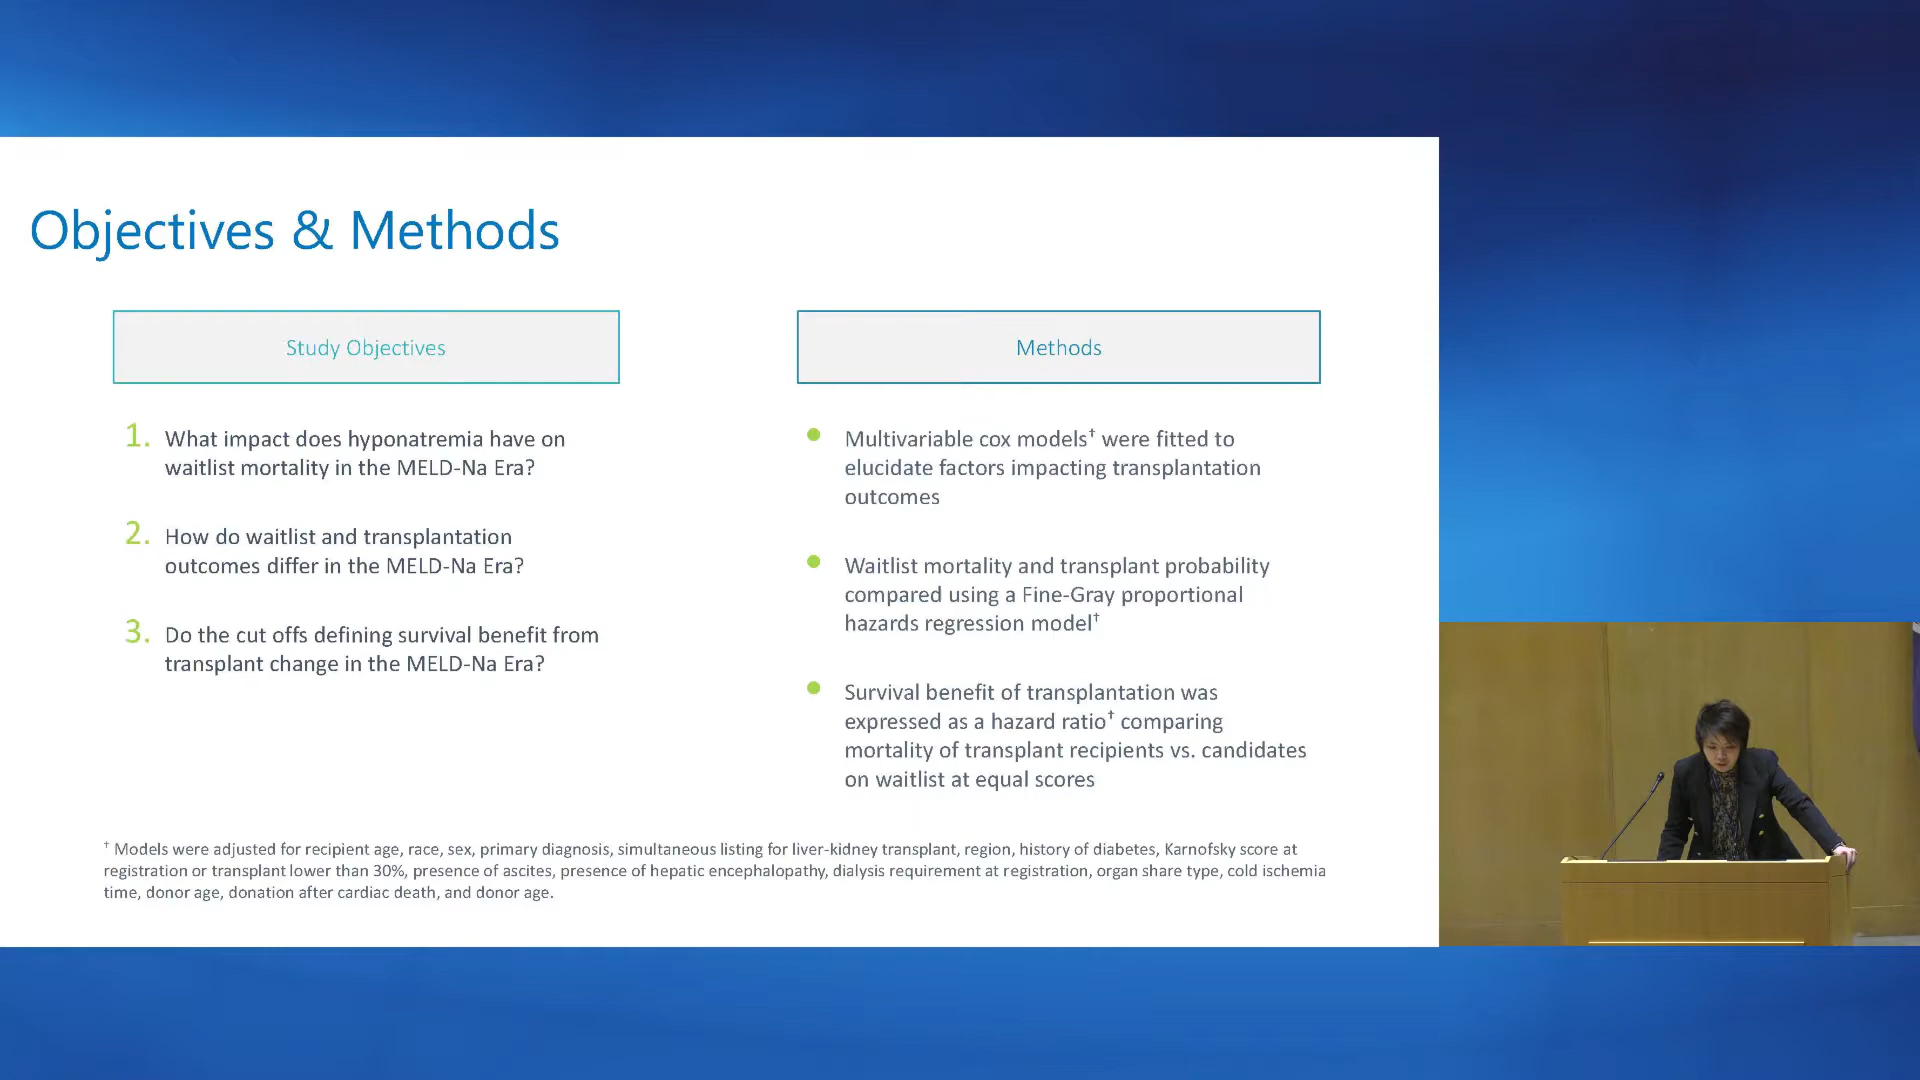 Objectives & Methods
Study Objectives
1. What impact does hyponatremia have on
waitlist mortality in the MELD-Na Era?
2. How do waitlist and transplantation
outcomes differ in the MELD-Na Era?
3. Do the cut offs defining survival benefit from
transplant change in the MELD-Na Era?
Methods
• Multivariable cox models† were fitted to
elucidate factors impacting transplantation
outcomes
• Waitlist mortality and transplant probability
compared using a Fine-Gray proportional
hazards regression model†
• Survival benefit of transplantation was
expressed as a hazard ratio† comparing
mortality of transplant recipients vs. candidates
on waitlist at equal scores
† Models were adjusted for recipient age, race, sex, primary diagnosis, simultaneous listing for liver-kidney transplant, region, history of diabetes, Karnofsky score at
registration or transplant lower than 30%, presence of ascites, presence of hepatic encephalopathy, dialysis requirement at registration, organ share type, cold ischemia
time, donor age, donation after cardiac death, and donor age.